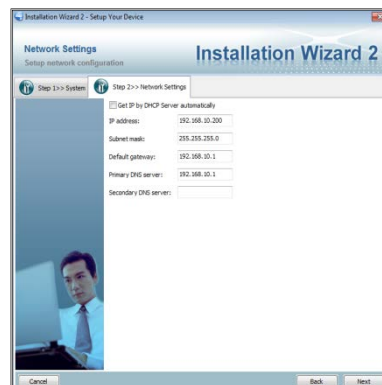 Installation Wizard 2 - Setup Your Device
Network Settings
Setup network configuration
Installation Wizard 2
Step 1>> System
Step 2>> Network Settings
Get IP by DHCP Server automatically
IP address: 192.168.10.200
Subnet mask: 255.255.255.0
Default gateway: 192.168.10.1
Primary DNS server: 192.168.10.1
Secondary DNS server:
Cancel
Back
Next